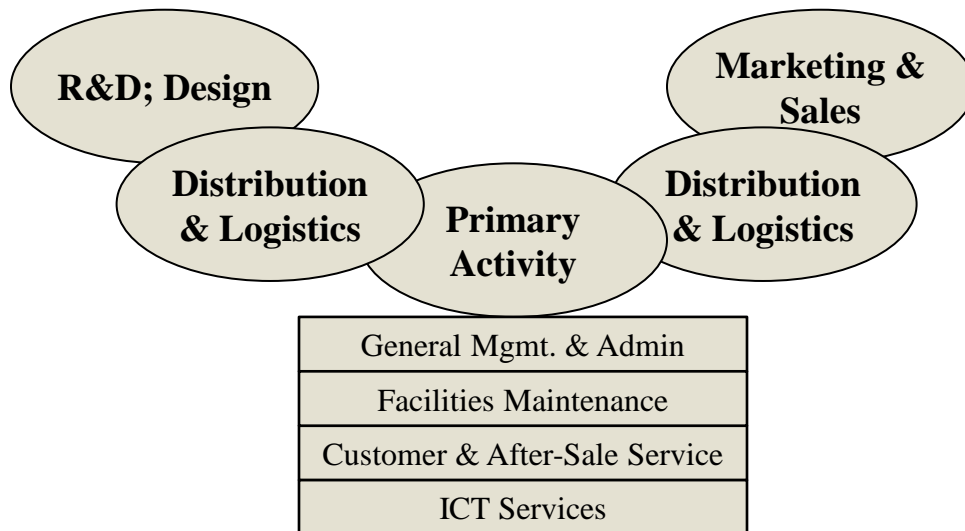 R&D; Design
Marketing &
Sales
Distribution
& Logistics
Primary
Activity
Distribution
& Logistics
General Mgmt. & Admin
Facilities Maintenance
Customer & After-Sale Service
ICT Services